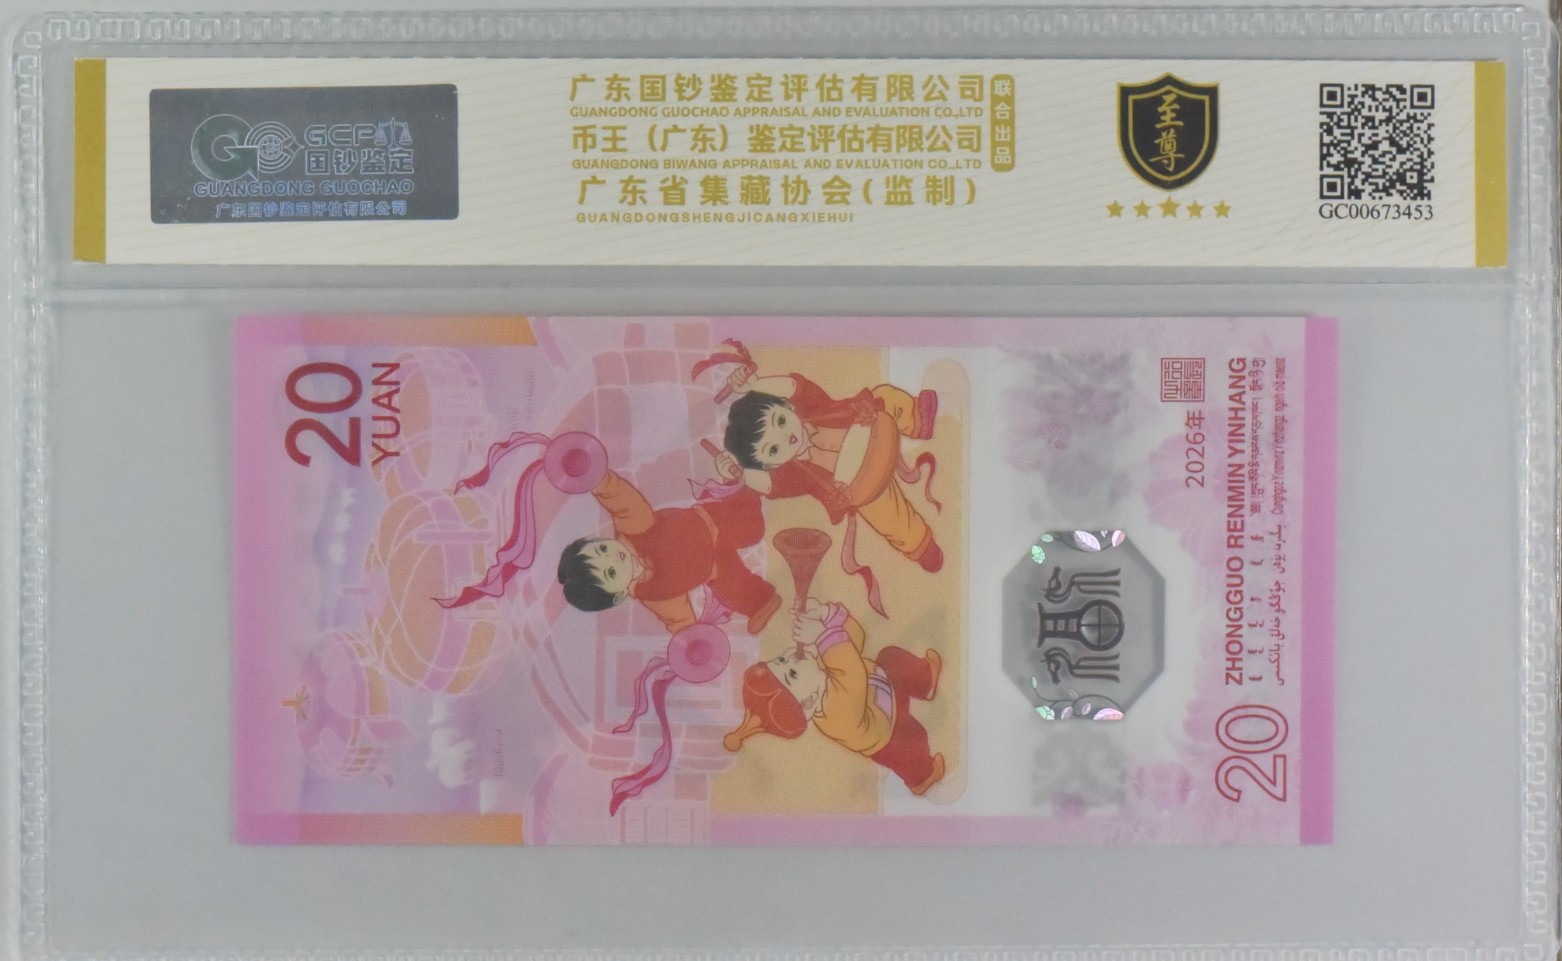 GCP
国钞鉴定
GUANGDONG GUOCHAO
广东国钞鉴定评估有限公司
广东国钞鉴定评估有限公司
GUANGDONG GUOCHAO APPRAISAL AND EVALUATION CO.,LTD
币王（广东）鉴定评估有限公司
GUANGDONG BIWANG APPRAISAL AND EVALUATION CO.,LTD
联合出品
广东省集藏协会(监制)
GUANGDONGSHENGJICANGXIEHUI
至尊
GC00673453
20
YUAN
福
2026年
ZHONGGUO RENMIN YINHANG
20